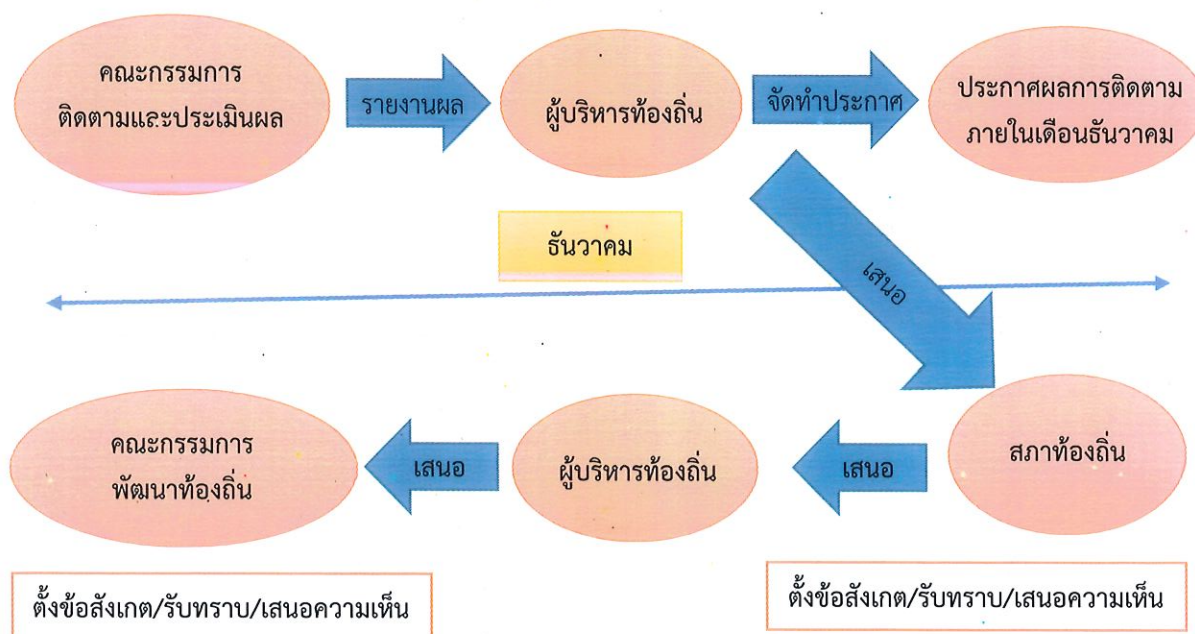 คณะกรรมการ
ติดตามและประเมินผล
รายงานผล
ผู้บริหารท้องถิ่น
จัดทำประกาศ
ประกาศผลการติดตาม
ภายในเดือนธันวาคม
ธันวาคม
เสนอ
คณะกรรมการ
พัฒนาท้องถิ่น
เสนอ
ผู้บริหารท้องถิ่น
เสนอ
สภาท้องถิ่น
ตั้งข้อสังเกต/รับทราบ/เสนอความเห็น
ตั้งข้อสังเกต/รับทราบ/เสนอความเห็น